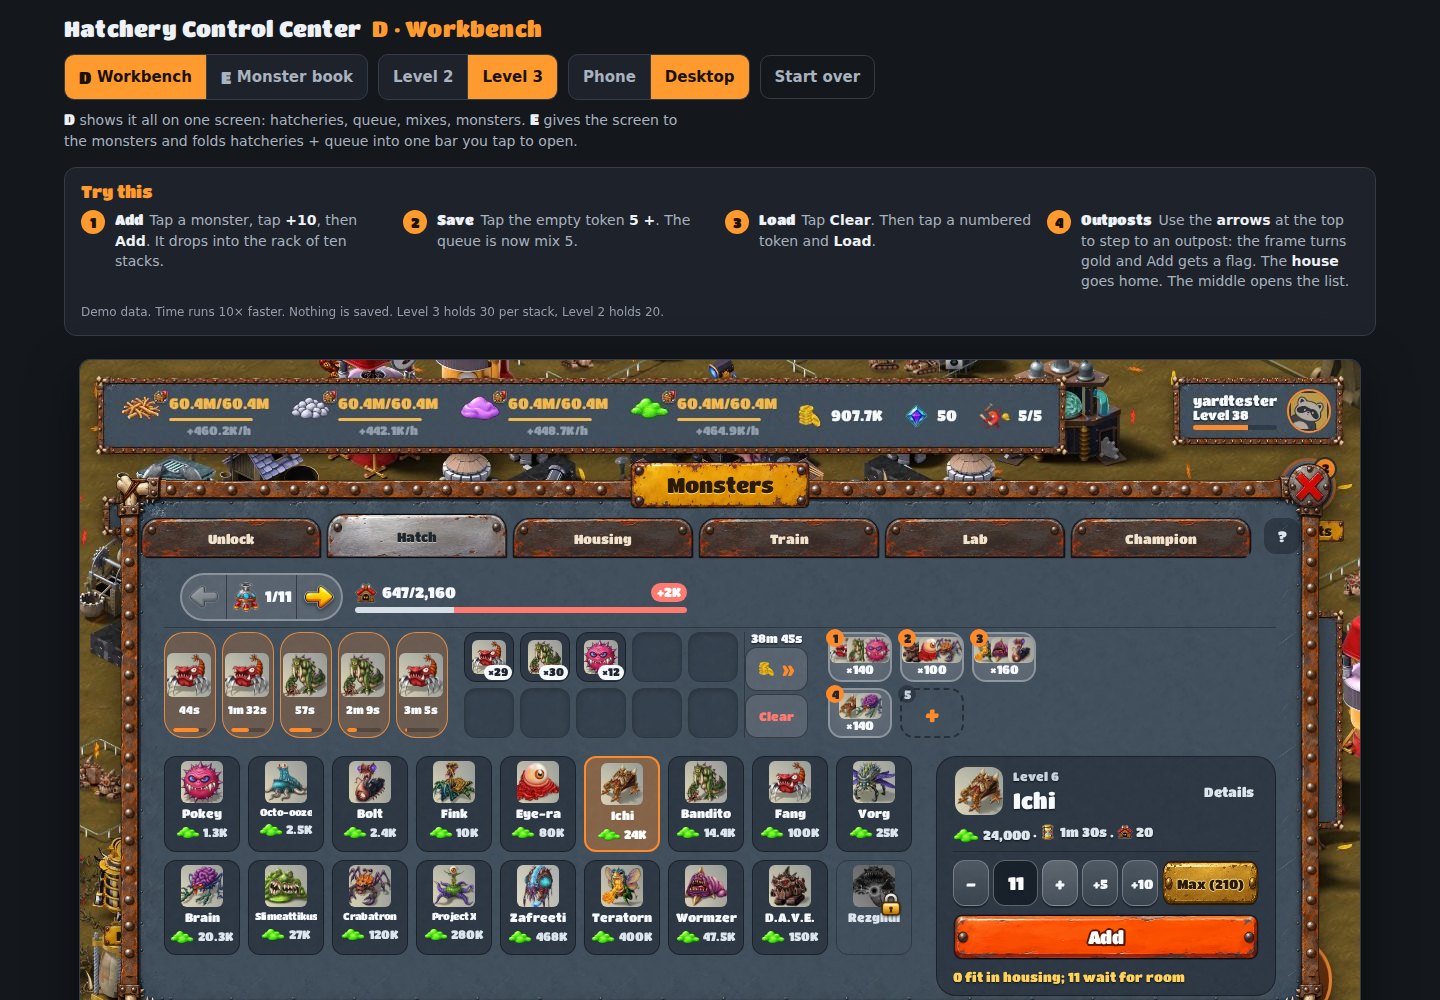 Hatchery Control Center D · Workbench
D Workbench E Monster book Level 2 Level 3 Phone Desktop Start over
D shows it all on one screen: hatcheries, queue, mixes, monsters. E gives the screen to
the monsters and folds hatcheries + queue into one bar you tap to open.
Try this
1 Add Tap a monster, tap +10, then
Add. It drops into the rack of ten
stacks.
2 Save Tap the empty token 5 +. The
queue is now mix 5.
3 Load Tap Clear. Then tap a numbered
token and Load.
4 Outposts Use the arrows at the top
to step to an outpost: the frame turns
gold and Add gets a flag. The house
goes home. The middle opens the list.
Demo data. Time runs 10× faster. Nothing is saved. Level 3 holds 30 per stack, Level 2 holds 20.
60.4M/60.4M 60.4M/60.4M 60.4M/60.4M 60.4M/60.4M 907.7K 50 5/5
+460.2K/h +442.1K/h +448.7K/h +464.9K/h
yardtester
Level 38
Monsters
Unlock Hatch Housing Train Lab Champion ?
1/11 647/2,160 +2K
44s 1m 32s 57s 2m 9s 3m 5s
×29 ×30 ×12
38m 45s
Clear
1 ×140 2 ×100 3 ×160
4 ×140 5 +
Pokey Octo-ooze Bolt Fink Eye-ra Ichi Bandito Fang Vorg
1.3K 2.5K 2.4K 10K 80K 24K 14.4K 100K 25K
Brain Slimeattikus Crabatron Project X Zafreeti Teratorn Wormzer D.A.V.E. Rezghul
20.3K 27K 120K 280K 468K 400K 47.5K 150K
Level 6
Ichi
Details
24,000 · 1m 30s · 20
− 11 + +5 +10 Max (210)
Add
0 fit in housing; 11 wait for room